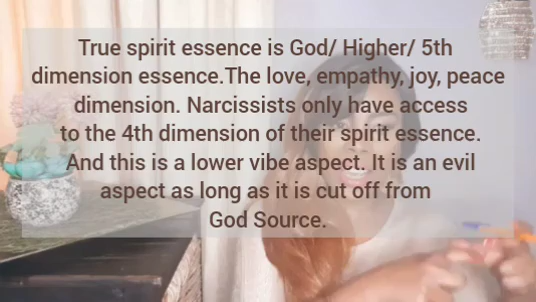 True spirit essence is God/ Higher/ 5th
dimension essence.The love, empathy, joy, peace
dimension. Narcissists only have access
to the 4th dimension of their spirit essence.
And this is a lower vibe aspect. It is an evil
aspect as long as it is cut off from
God Source.